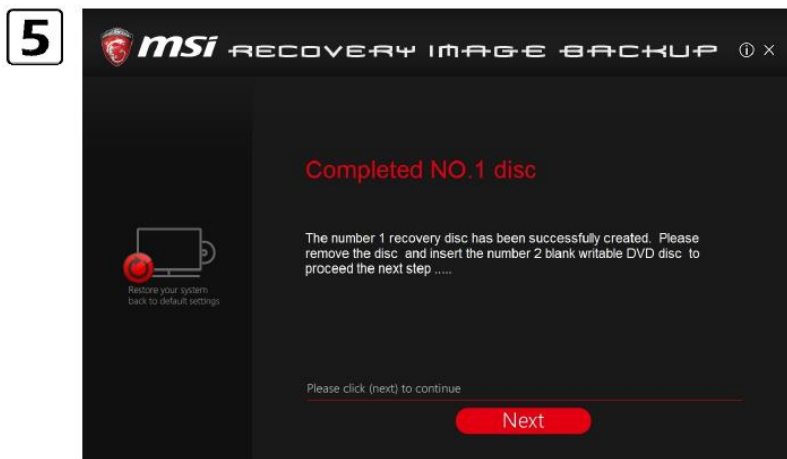 5
msi RECOVERY IMAGE BACKUP
Completed NO.1 disc
The number 1 recovery disc has been successfully created. Please
remove the disc and insert the number 2 blank writable DVD disc to
proceed the next step .....
Restore your system
back to default settings
Please click (next) to continue
Next